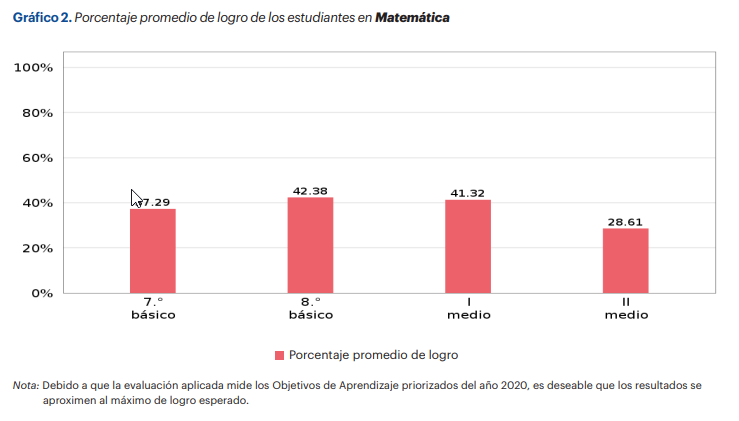 Gráfico 2. Porcentaje promedio de logro de los estudiantes en Matemática
100%
80%
60%
40%
20%
0%
7.29
42.38
41.32
28.61
7.° básico
8.° básico
I medio
II medio
Porcentaje promedio de logro
Nota: Debido a que la evaluación aplicada mide los Objetivos de Aprendizaje priorizados del año 2020, es deseable que los resultados se
aproximen al máximo de logro esperado.